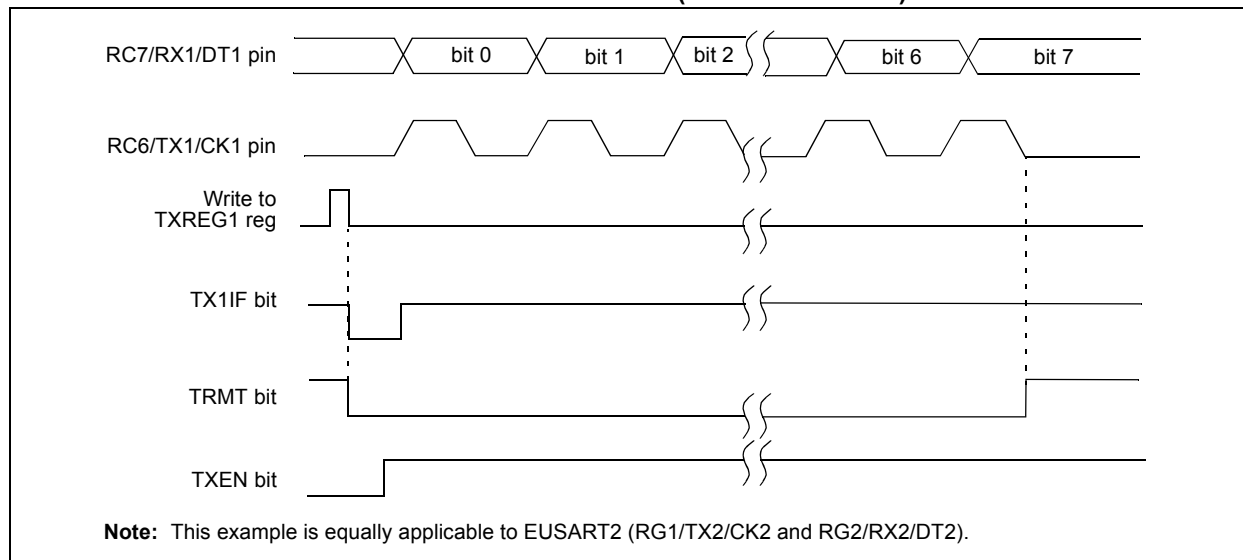 RC7/RX1/DT1 pin
bit 0
bit 1
bit 2
bit 6
bit 7
RC6/TX1/CK1 pin
Write to
TXREG1 reg
TX1IF bit
TRMT bit
TXEN bit
Note: This example is equally applicable to EUSART2 (RG1/TX2/CK2 and RG2/RX2/DT2).